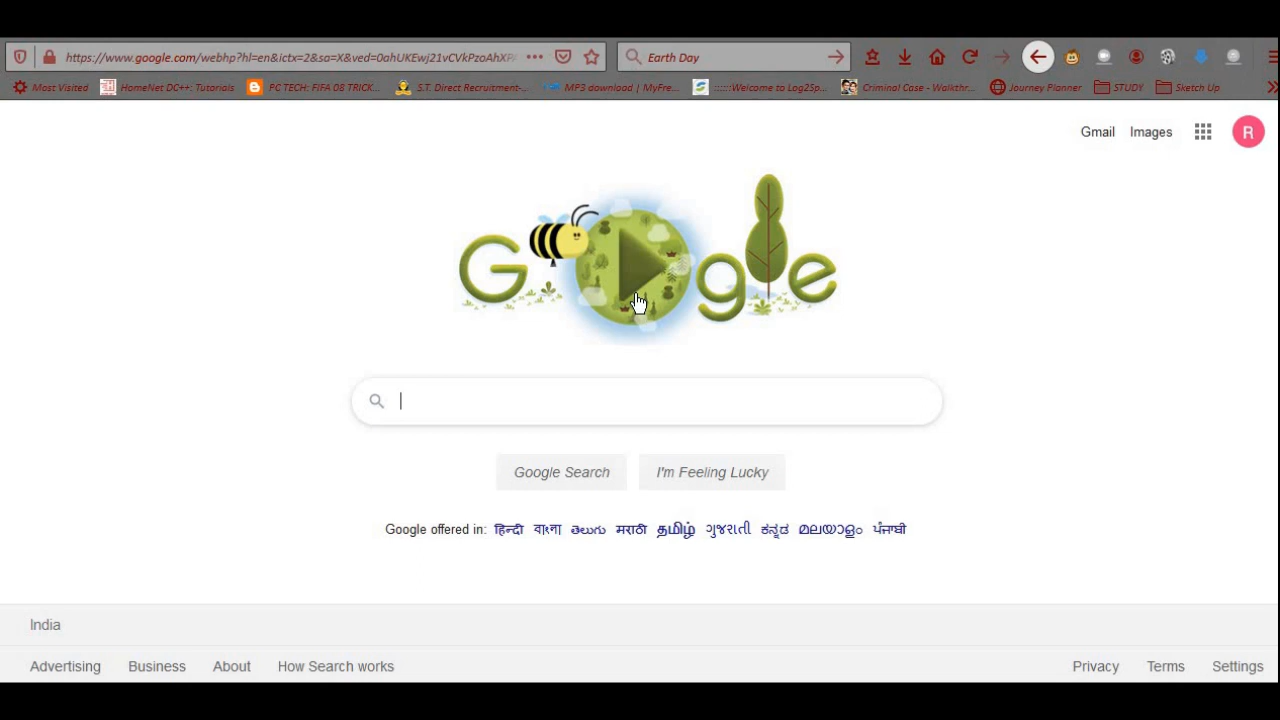 https://www.google.com/webhp?hl=en&ictx=2&sa=X&ved=0ahUKEwj21vCVkPzoAhXP
Earth Day
Most Visited
HomeNet DC++: Tutorials
PC TECH: FIFA 08 TRICK...
S.T. Direct Recruitment-...
MP3 download | MyFre...
::::::Welcome to Log2Sp...
Criminal Case - Walkthr...
Journey Planner
STUDY
Sketch Up
Gmail Images
R
Google
Google Search
I'm Feeling Lucky
Google offered in: हिन्दी বাংলা తెలుగు मराठी தமிழ் ગુજરાતી ಕನ್ನಡ മലയാളം ਪੰਜਾਬੀ
India
Advertising Business About How Search works
Privacy Terms Settings